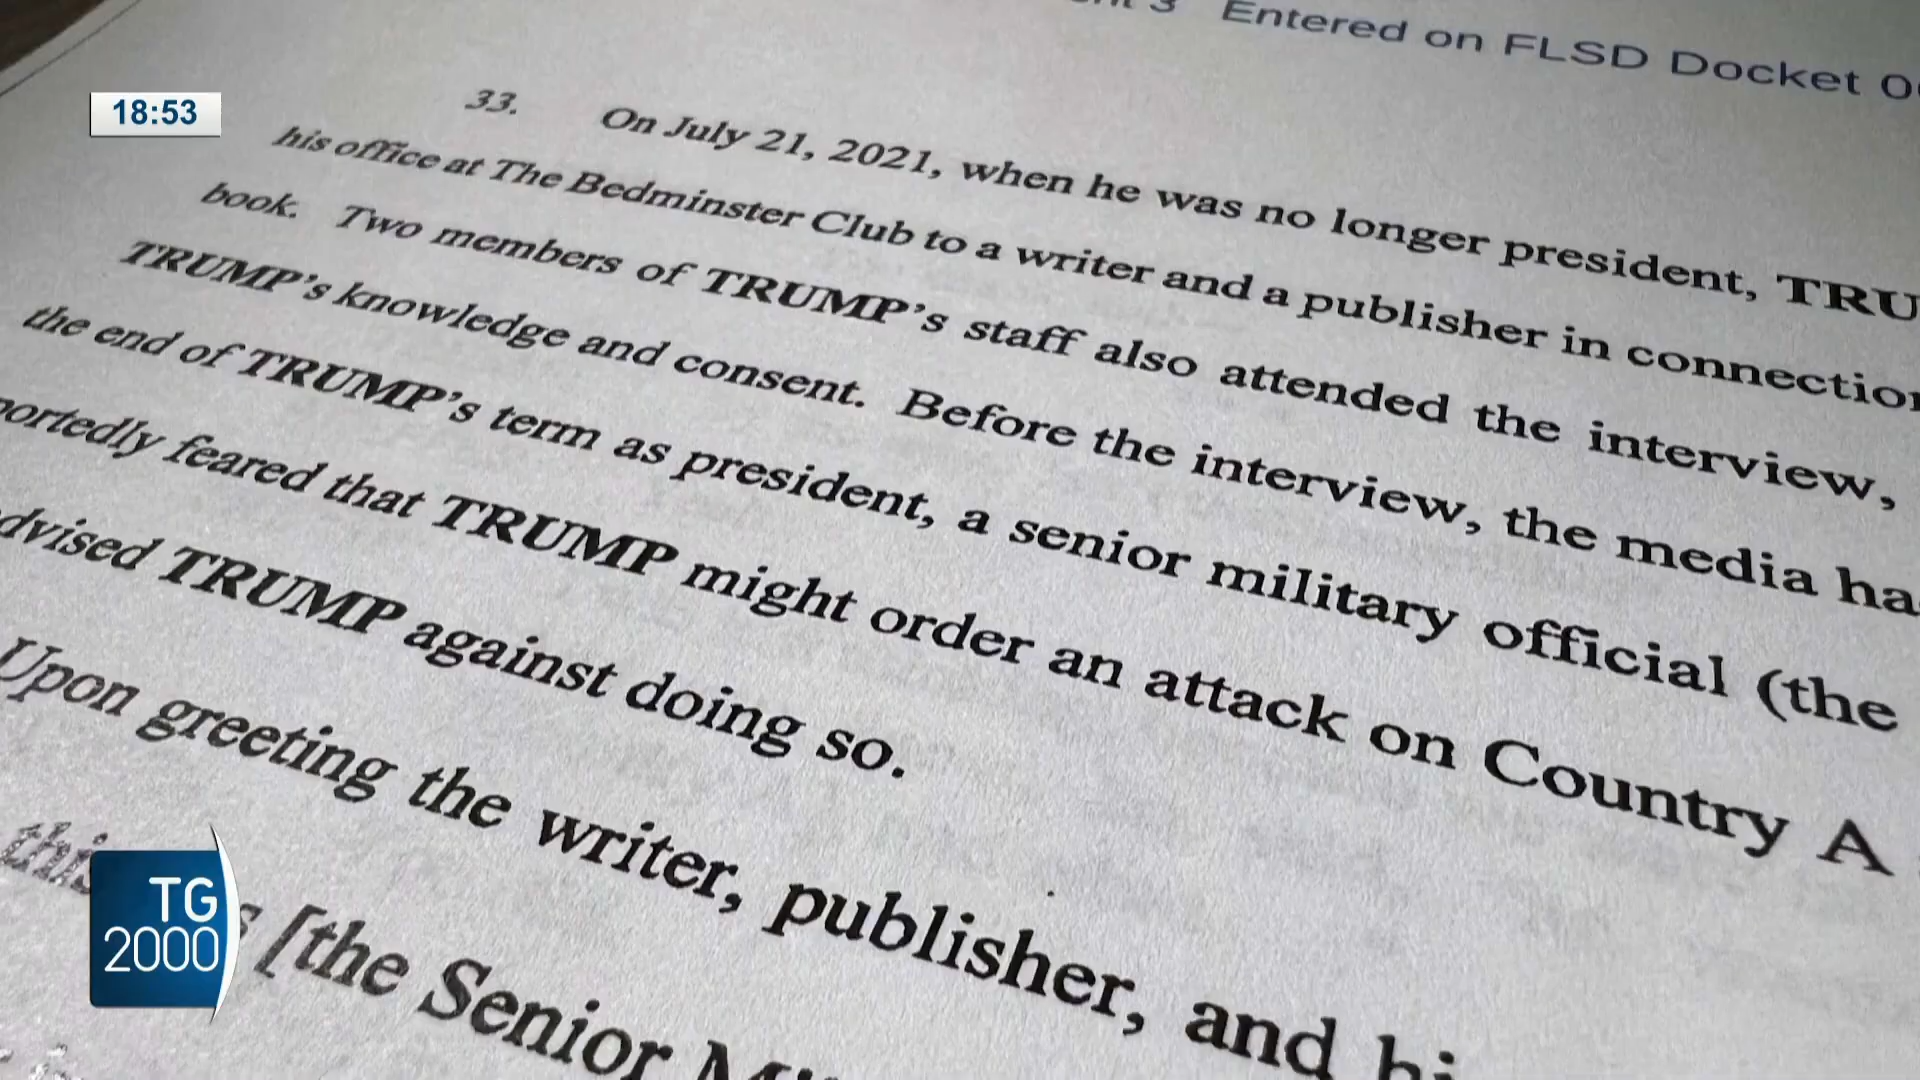 3 Entered on FLSD Docket
18:53
33. On July 21, 2021, when he was no longer president, TRU
his office at The Bedminster Club to a writer and a publisher in connection
book. Two members of TRUMP's staff also attended the interview,
TRUMP's knowledge and consent. Before the interview, the media ha
the end of TRUMP's term as president, a senior military official (the
portedly feared that TRUMP might order an attack on Country A
dvised TRUMP against doing so.
Upon greeting the writer, publisher, and hi
[the Senior
TG
2000